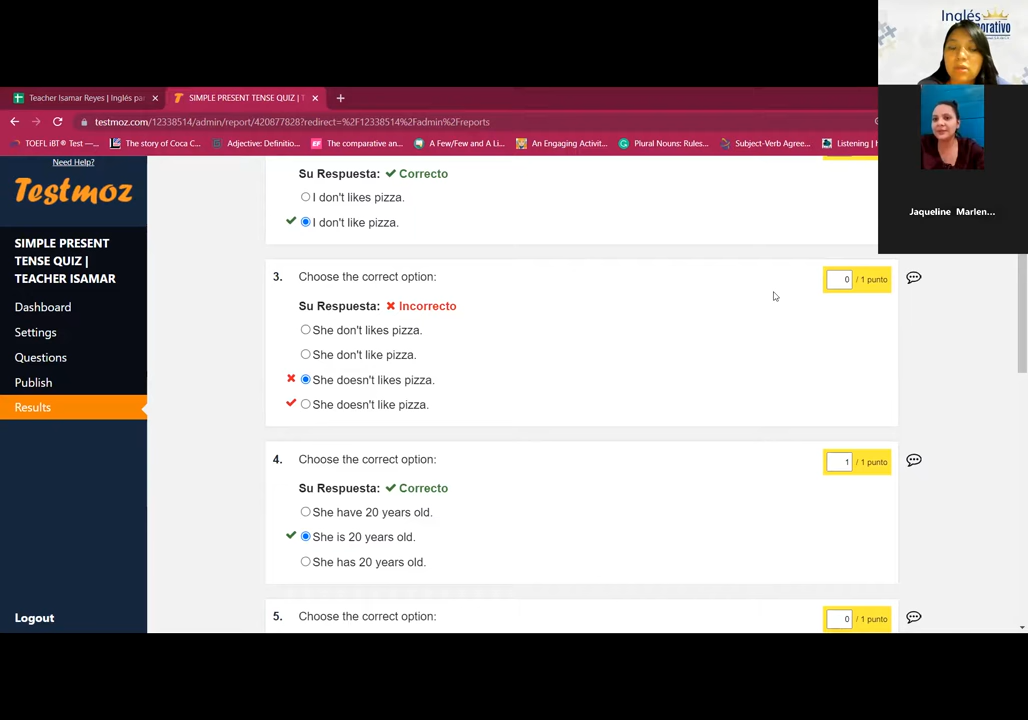 Inglés
orativo
Teacher Isamar Reyes | Inglés pa
SIMPLE PRESENT TENSE QUIZ |
testmoz.com/12338514/admin/report/420877828?redirect=%2F12338514%2Fadmin%2Freports
TOEFL iBT® Test —...
The story of Coca C...
Adjective: Definitio...
The comparative an...
A Few/Few and A Li...
An Engaging Activit...
Plural Nouns: Rules...
Subject-Verb Agree...
Listening |
Need Help?
Testmoz
SIMPLE PRESENT
TENSE QUIZ |
TEACHER ISAMAR
Dashboard
Settings
Questions
Publish
Results
Logout
Su Respuesta: ✔ Correcto
I don't likes pizza.
I don't like pizza.
3. Choose the correct option:
0 / 1 punto
Su Respuesta: ✖ Incorrecto
She don't likes pizza.
She don't like pizza.
She doesn't likes pizza.
She doesn't like pizza.
4. Choose the correct option:
1 / 1 punto
Su Respuesta: ✔ Correcto
She have 20 years old.
She is 20 years old.
She has 20 years old.
5. Choose the correct option:
0 / 1 punto
Jaqueline Marlen...